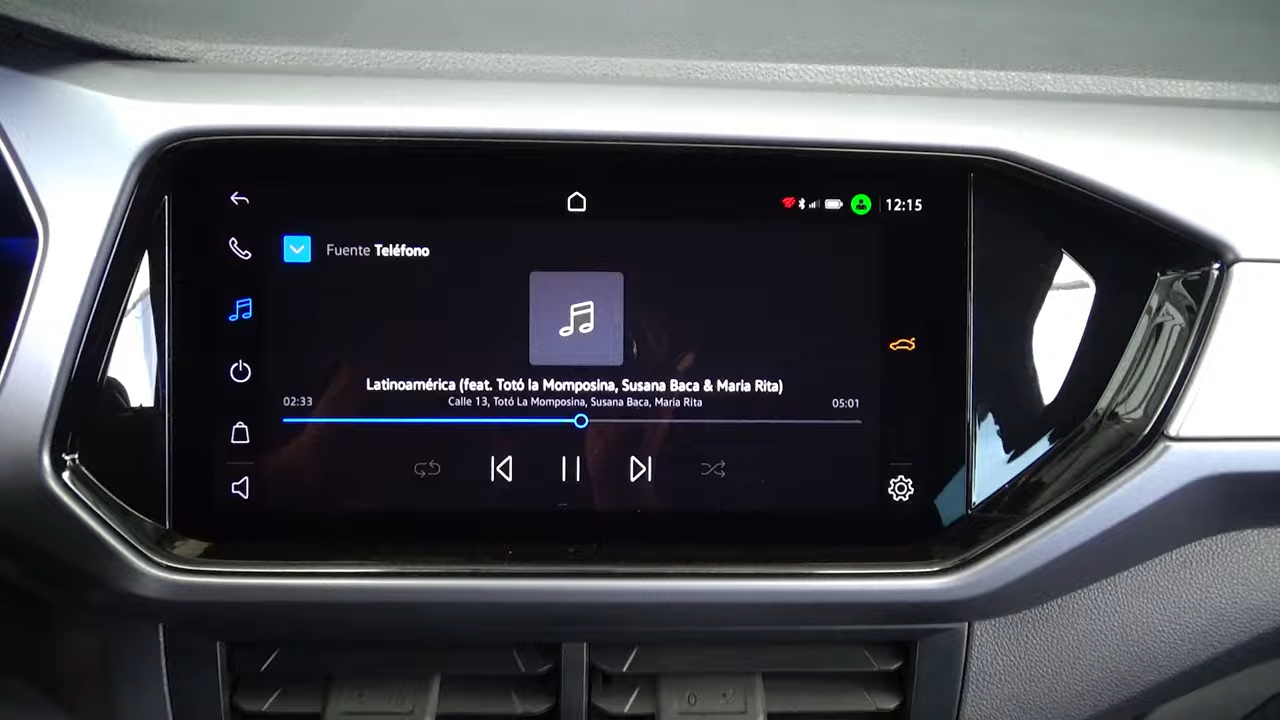 12:15
Fuente Teléfono
Latinoamérica (feat. Totó la Momposina, Susana Baca & Maria Rita)
02:33 Calle 13, Totó La Momposina, Susana Baca, Maria Rita 05:01